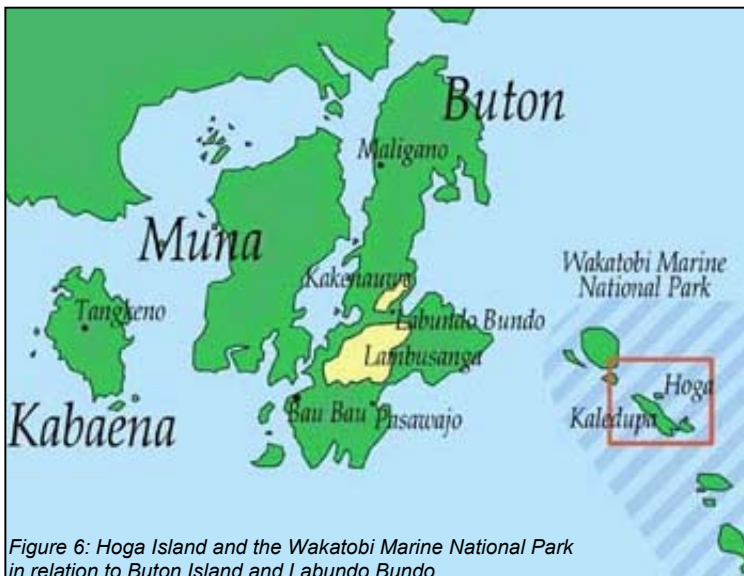 Buton
Maligano
Muna
Wakatobi Marine
National Park
Kakenauwe
Tangkeno
Labundo Bundo
Lambusanga
Hoga
Kaledupa
Bau Bau
Pasawajo
Kabaena
Figure 6: Hoga Island and the Wakatobi Marine National Park
in relation to Buton Island and Labundo Bundo